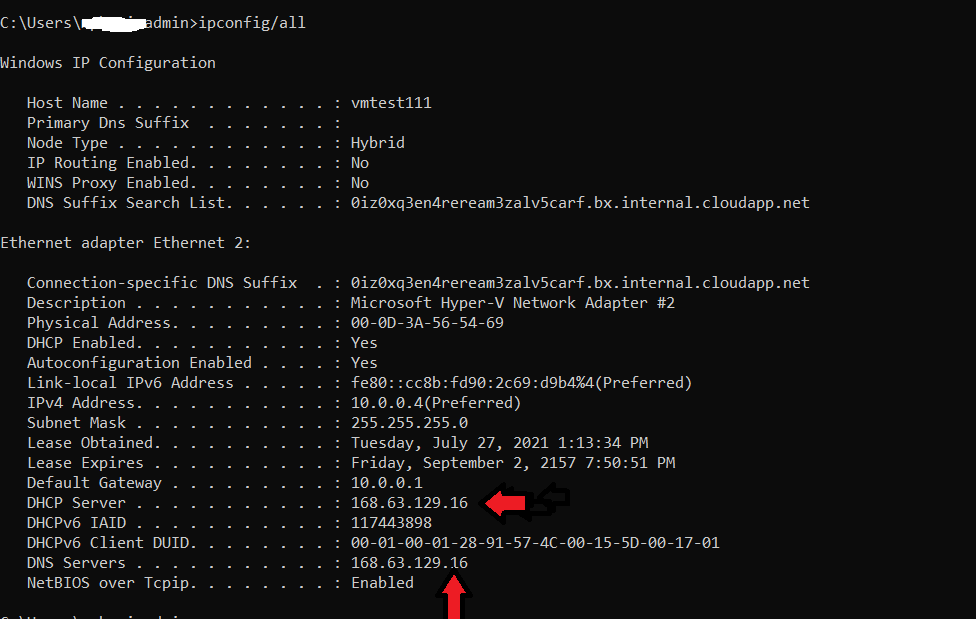 C:\Users\ admin>ipconfig/all
Windows IP Configuration
Host Name . . . . . . . . . . . . : vmtest111
Primary Dns Suffix  . . . . . . . :
Node Type . . . . . . . . . . . . : Hybrid
IP Routing Enabled. . . . . . . . : No
WINS Proxy Enabled. . . . . . . . : No
DNS Suffix Search List. . . . . . : 0iz0xq3en4reream3zalv5carf.bx.internal.cloudapp.net
Ethernet adapter Ethernet 2:
Connection-specific DNS Suffix  . : 0iz0xq3en4reream3zalv5carf.bx.internal.cloudapp.net
Description . . . . . . . . . . . : Microsoft Hyper-V Network Adapter #2
Physical Address. . . . . . . . . : 00-0D-3A-56-54-69
DHCP Enabled. . . . . . . . . . . : Yes
Autoconfiguration Enabled . . . . : Yes
Link-local IPv6 Address . . . . . : fe80::cc8b:fd90:2c69:d9b4%4(Preferred)
IPv4 Address. . . . . . . . . . . : 10.0.0.4(Preferred)
Subnet Mask . . . . . . . . . . . : 255.255.255.0
Lease Obtained. . . . . . . . . . : Tuesday, July 27, 2021 1:13:34 PM
Lease Expires . . . . . . . . . . : Friday, September 2, 2157 7:50:51 PM
Default Gateway . . . . . . . . . : 10.0.0.1
DHCP Server . . . . . . . . . . . : 168.63.129.16
DHCPv6 IAID . . . . . . . . . . . : 117443898
DHCPv6 Client DUID. . . . . . . . : 00-01-00-01-28-91-57-4C-00-15-5D-00-17-01
DNS Servers . . . . . . . . . . . : 168.63.129.16
NetBIOS over Tcpip. . . . . . . . : Enabled